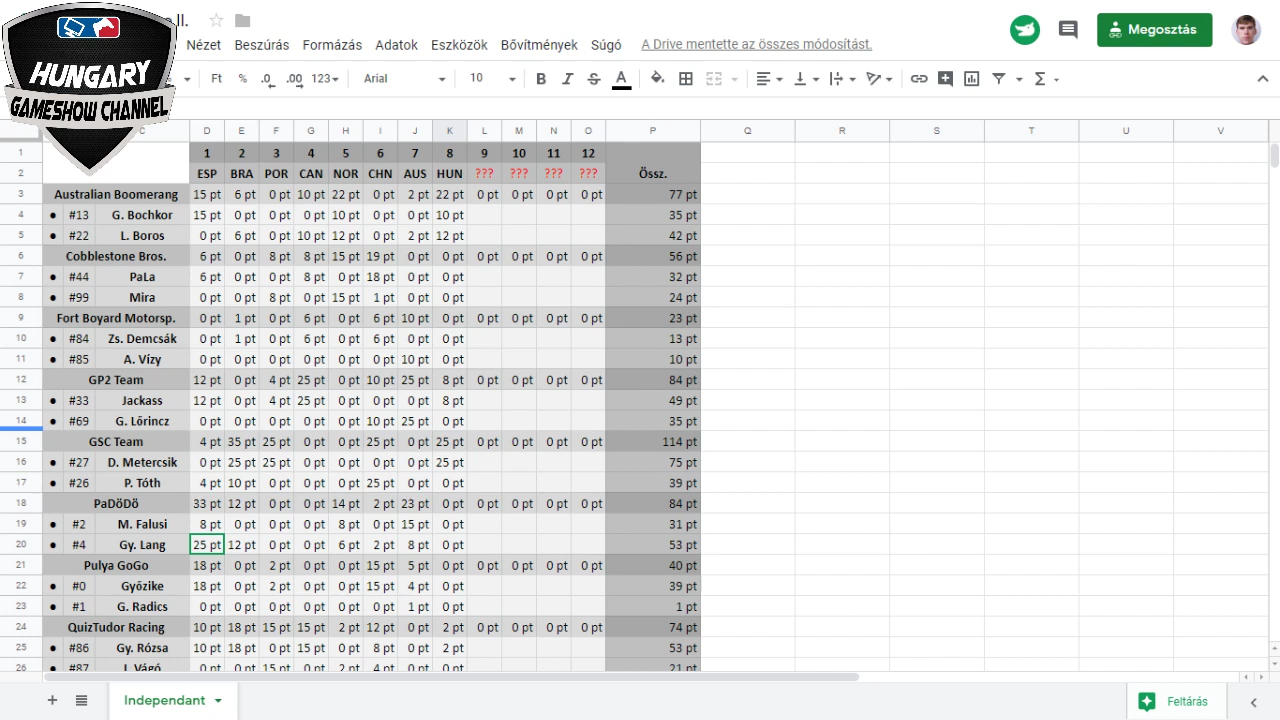 ll.
HUNGARY
GAMESHOW CHANNEL
Nézet Beszúrás Formázás Adatok Eszközök Bővítmények Súgó A Drive mentette az összes módosítást.
Megosztás
Ft % .0 .00 123 Arial 10 B I S A
C D E F G H I J K L M N O P Q R S T U V
1 1 2 3 4 5 6 7 8 9 10 11 12
2 ESP BRA POR CAN NOR CHN AUS HUN ??? ??? ??? ??? Össz.
3 Australian Boomerang 15 pt 6 pt 0 pt 10 pt 22 pt 0 pt 2 pt 22 pt 0 pt 0 pt 0 pt 0 pt 77 pt
4 ● #13 G. Bochkor 15 pt 0 pt 0 pt 0 pt 10 pt 0 pt 0 pt 10 pt 35 pt
5 ● #22 L. Boros 0 pt 6 pt 0 pt 10 pt 12 pt 0 pt 2 pt 12 pt 42 pt
6 Cobblestone Bros. 6 pt 0 pt 8 pt 8 pt 15 pt 19 pt 0 pt 0 pt 0 pt 0 pt 0 pt 0 pt 56 pt
7 ● #44 PaLa 6 pt 0 pt 0 pt 8 pt 0 pt 18 pt 0 pt 0 pt 32 pt
8 ● #99 Mira 0 pt 0 pt 8 pt 0 pt 15 pt 1 pt 0 pt 0 pt 24 pt
9 Fort Boyard Motorsp. 0 pt 1 pt 0 pt 6 pt 0 pt 6 pt 10 pt 0 pt 0 pt 0 pt 0 pt 0 pt 23 pt
10 ● #84 Zs. Demcsák 0 pt 1 pt 0 pt 6 pt 0 pt 6 pt 0 pt 0 pt 13 pt
11 ● #85 A. Vízy 0 pt 0 pt 0 pt 0 pt 0 pt 0 pt 10 pt 0 pt 10 pt
12 GP2 Team 12 pt 0 pt 4 pt 25 pt 0 pt 10 pt 25 pt 8 pt 0 pt 0 pt 0 pt 0 pt 84 pt
13 ● #33 Jackass 12 pt 0 pt 4 pt 25 pt 0 pt 0 pt 0 pt 8 pt 49 pt
14 ● #69 G. Lőrincz 0 pt 0 pt 0 pt 0 pt 0 pt 10 pt 25 pt 0 pt 35 pt
15 GSC Team 4 pt 35 pt 25 pt 0 pt 0 pt 25 pt 0 pt 25 pt 0 pt 0 pt 0 pt 0 pt 114 pt
16 ● #27 D. Metercsik 0 pt 25 pt 25 pt 0 pt 0 pt 0 pt 0 pt 25 pt 75 pt
17 ● #26 P. Tóth 4 pt 10 pt 0 pt 0 pt 0 pt 25 pt 0 pt 0 pt 39 pt
18 PaDöDö 33 pt 12 pt 0 pt 0 pt 14 pt 2 pt 23 pt 0 pt 0 pt 0 pt 0 pt 0 pt 84 pt
19 ● #2 M. Falusi 8 pt 0 pt 0 pt 0 pt 8 pt 0 pt 15 pt 0 pt 31 pt
20 ● #4 Gy. Lang 25 pt 12 pt 0 pt 0 pt 6 pt 2 pt 8 pt 0 pt 53 pt
21 Pulya GoGo 18 pt 0 pt 2 pt 0 pt 0 pt 15 pt 5 pt 0 pt 0 pt 0 pt 0 pt 0 pt 40 pt
22 ● #0 Győzike 18 pt 0 pt 2 pt 0 pt 0 pt 15 pt 4 pt 0 pt 39 pt
23 ● #1 G. Radics 0 pt 0 pt 0 pt 0 pt 0 pt 0 pt 1 pt 0 pt 1 pt
24 QuizTudor Racing 10 pt 18 pt 15 pt 15 pt 2 pt 12 pt 0 pt 2 pt 0 pt 0 pt 0 pt 0 pt 74 pt
25 ● #86 Gy. Rózsa 10 pt 18 pt 0 pt 15 pt 0 pt 8 pt 0 pt 2 pt 53 pt
26 ● #87 I. Vágó 0 pt 0 pt 15 pt 0 pt 2 pt 4 pt 0 pt 0 pt 21 pt
Independant
Feltárás